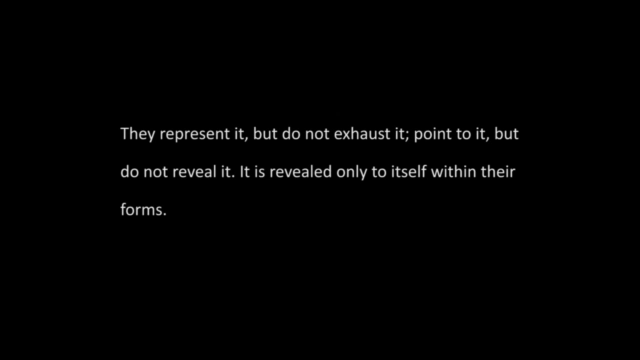 They represent it, but do not exhaust it; point to it, but
do not reveal it. It is revealed only to itself within their
forms.